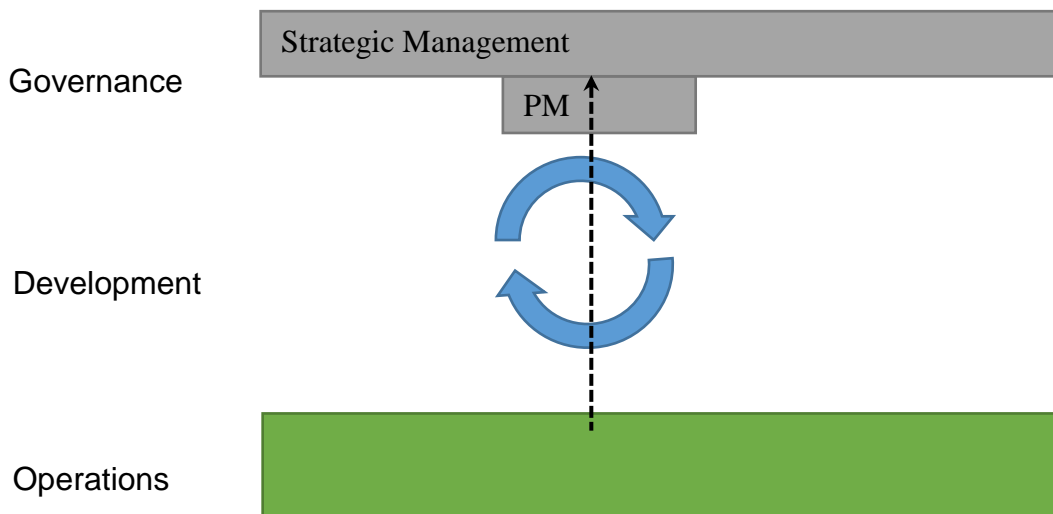 Strategic Management
Governance
PM
Development
Operations